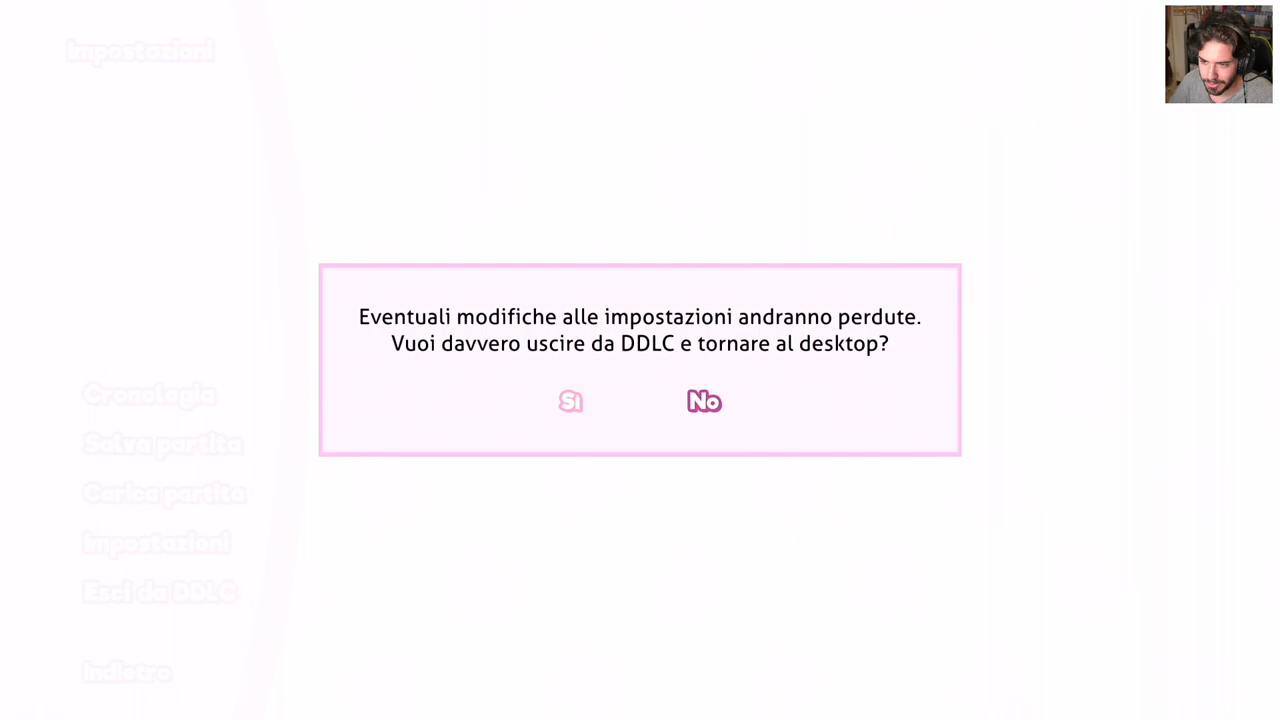 Impostazioni
Eventuali modifiche alle impostazioni andranno perdute.
Vuoi davvero uscire da DDLC e tornare al desktop?
Sì No
Cronologia
Salva partita
Carica partita
Impostazioni
Esci da DDLC
Indietro